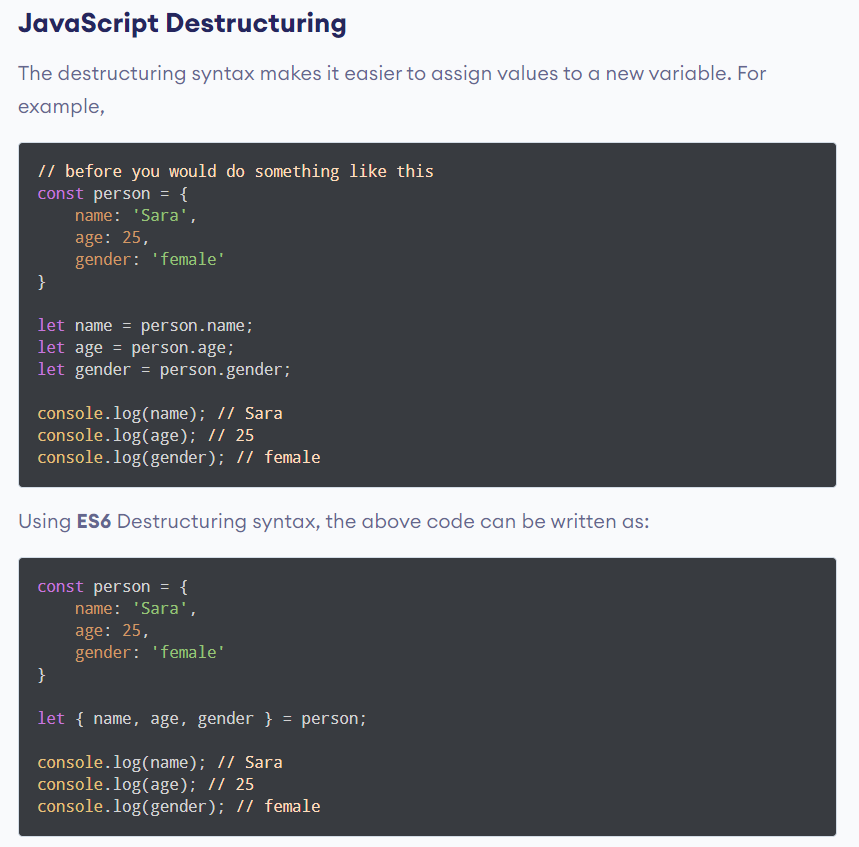 JavaScript Destructuring
The destructuring syntax makes it easier to assign values to a new variable. For
example,
// before you would do something like this
const person = {
    name: 'Sara',
    age: 25,
    gender: 'female'
}
let name = person.name;
let age = person.age;
let gender = person.gender;
console.log(name); // Sara
console.log(age); // 25
console.log(gender); // female
Using ES6 Destructuring syntax, the above code can be written as:
const person = {
    name: 'Sara',
    age: 25,
    gender: 'female'
}
let { name, age, gender } = person;
console.log(name); // Sara
console.log(age); // 25
console.log(gender); // female